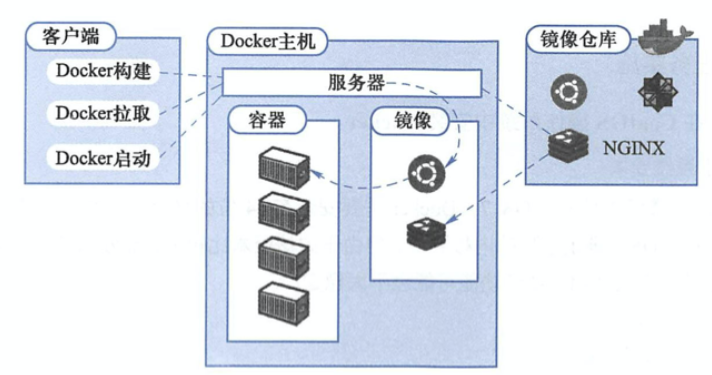 客户端
Docker构建
Docker拉取
Docker启动
Docker主机
服务器
容器
镜像
镜像仓库
NGINX